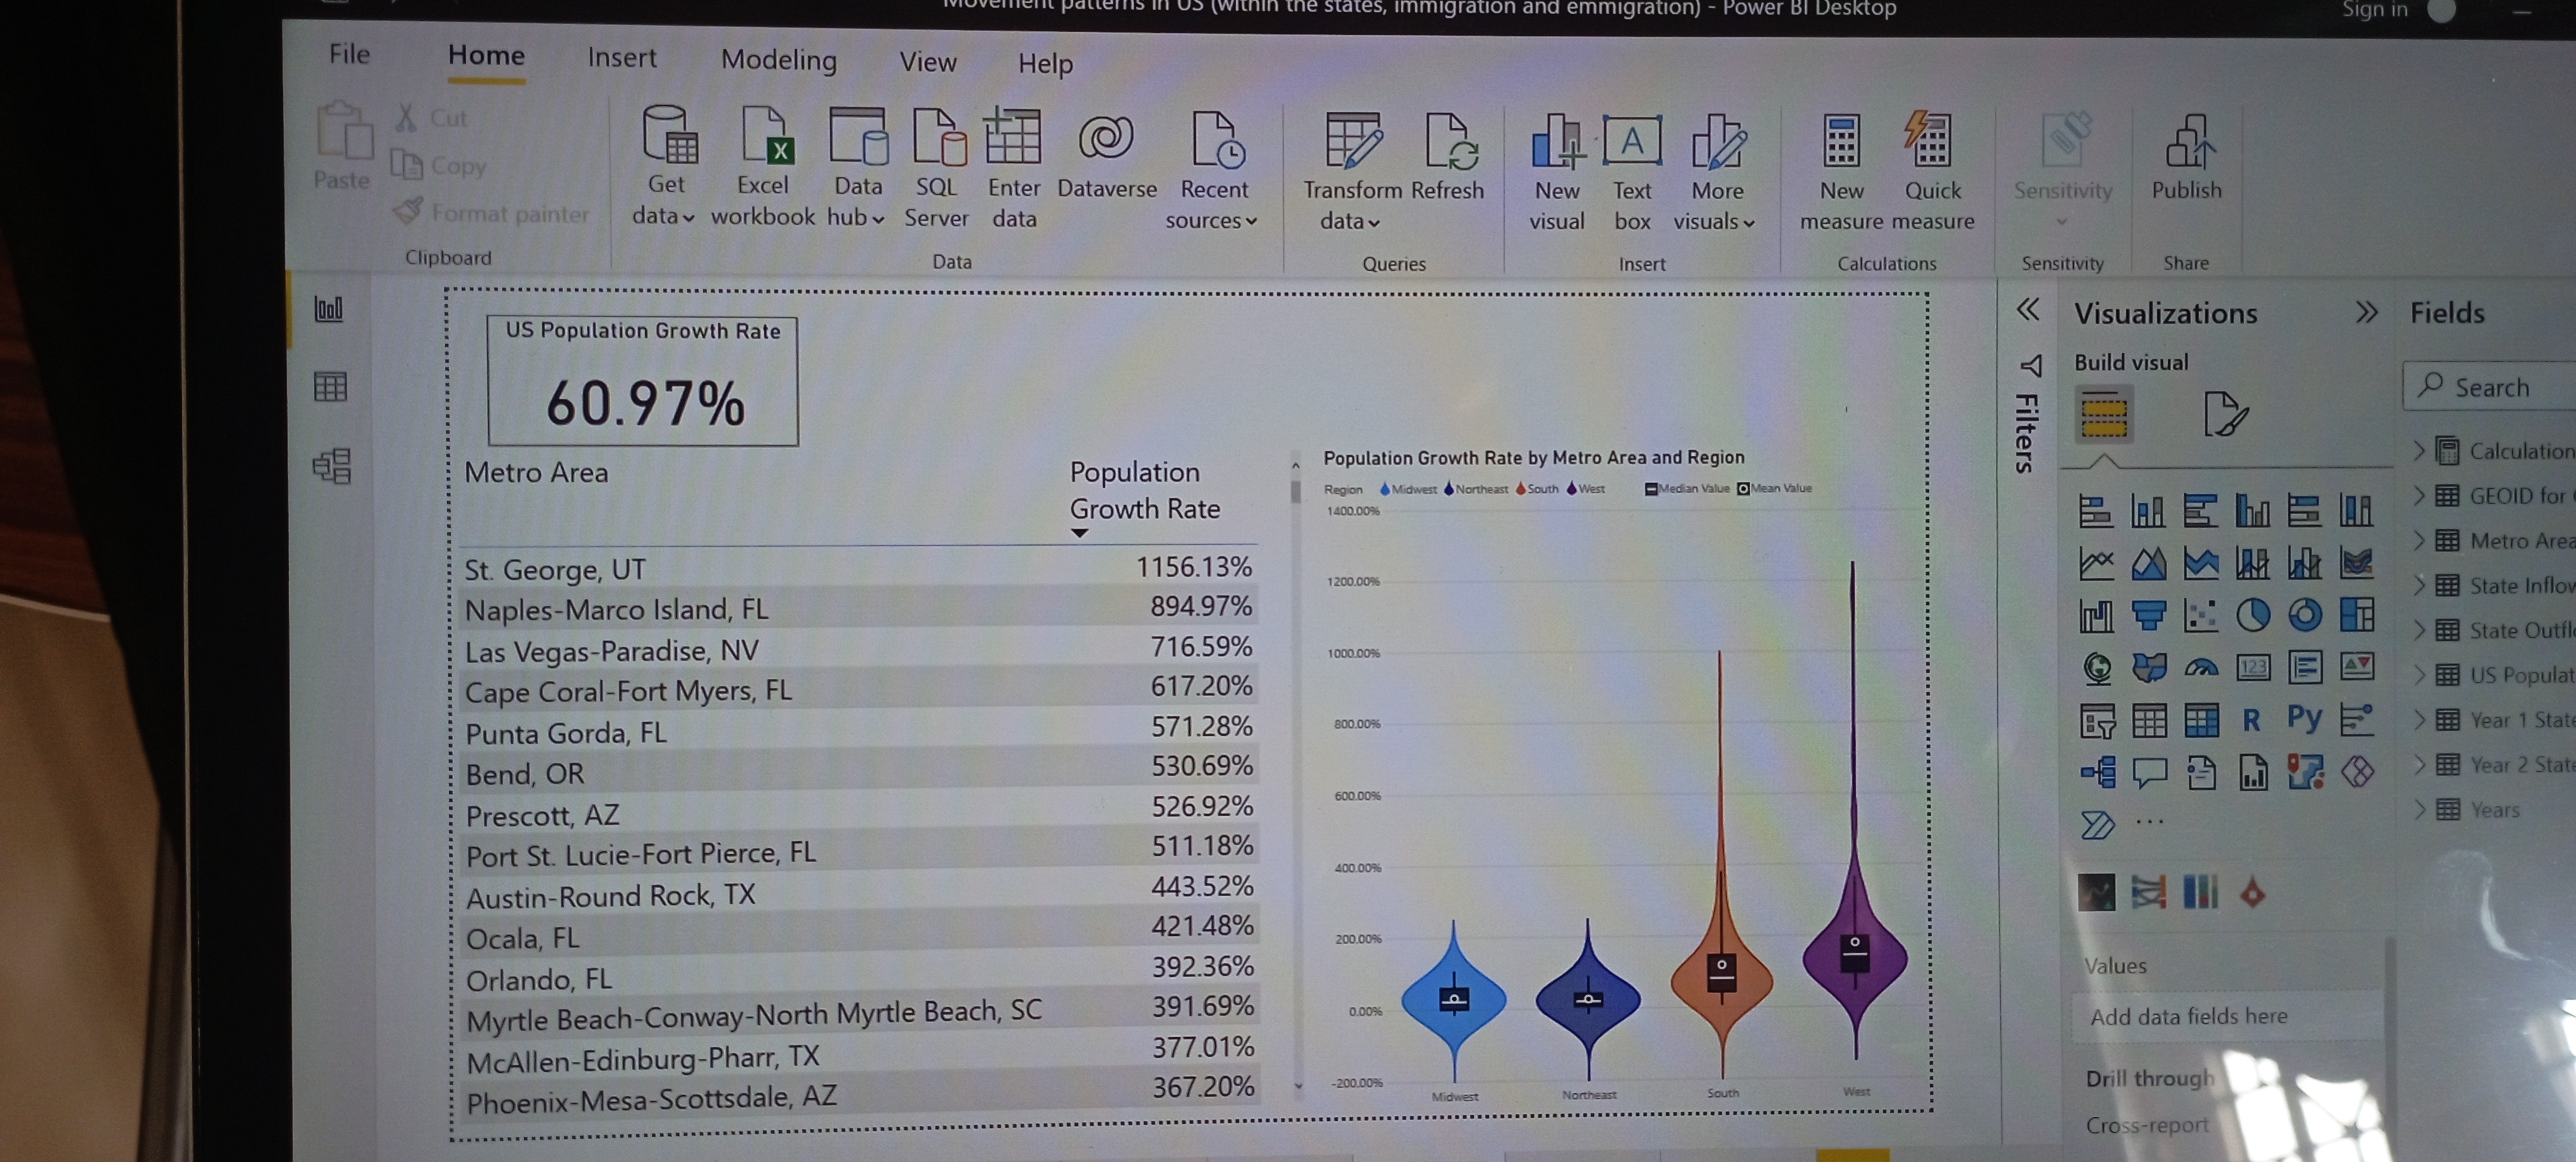 Movement patterns in US (within the states, immigration and emmigration) - Power BI Desktop
Sign in
File Home Insert Modeling View Help
Paste
Cut
Copy
Format painter
Clipboard
Get data
Excel workbook
Data hub
SQL Server
Enter data
Dataverse
Recent sources
Data
Transform data
Refresh
Queries
New visual
Text box
More visuals
Insert
New measure
Quick measure
Calculations
Sensitivity
Sensitivity
Publish
Share
US Population Growth Rate
60.97%
Metro Area Population Growth Rate
St. George, UT 1156.13%
Naples-Marco Island, FL 894.97%
Las Vegas-Paradise, NV 716.59%
Cape Coral-Fort Myers, FL 617.20%
Punta Gorda, FL 571.28%
Bend, OR 530.69%
Prescott, AZ 526.92%
Port St. Lucie-Fort Pierce, FL 511.18%
Austin-Round Rock, TX 443.52%
Ocala, FL 421.48%
Orlando, FL 392.36%
Myrtle Beach-Conway-North Myrtle Beach, SC 391.69%
McAllen-Edinburg-Pharr, TX 377.01%
Phoenix-Mesa-Scottsdale, AZ 367.20%
Population Growth Rate by Metro Area and Region
Region Midwest Northeast South West Median Value Mean Value
1400.00%
1200.00%
1000.00%
800.00%
600.00%
400.00%
200.00%
0.00%
-200.00%
Midwest Northeast South West
Filters
Visualizations
Build visual
123
R Py
Values
Add data fields here
Drill through
Cross-report
Fields
Search
Calculation
GEOID for
Metro Area
State Inflow
State Outfl
US Populat
Year 1 State
Year 2 State
Years